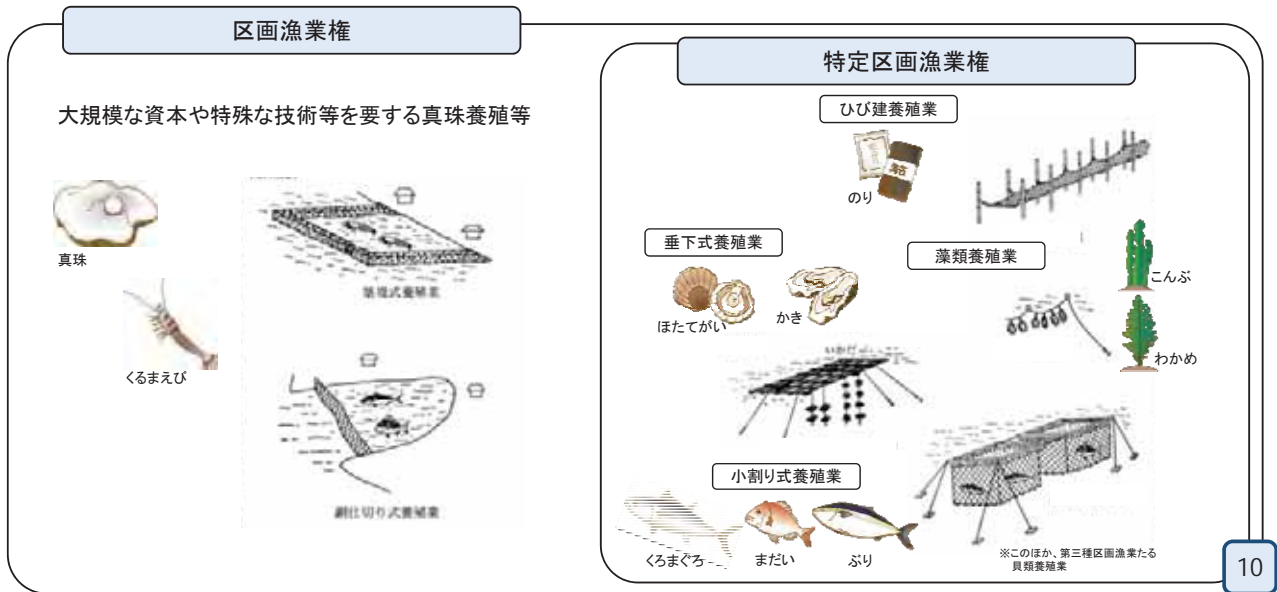 区画漁業権
大規模な資本や特殊な技術等を要する真珠養殖等
真珠
くるまえび
築堤式養殖業
網仕切り式養殖業
特定区画漁業権
ひび建養殖業
のり
垂下式養殖業
ほたてがい
かき
いかだ
藻類養殖業
こんぶ
わかめ
小割り式養殖業
くろまぐろ
まだい
ぶり
※このほか、第三種区画漁業たる
貝類養殖業
10